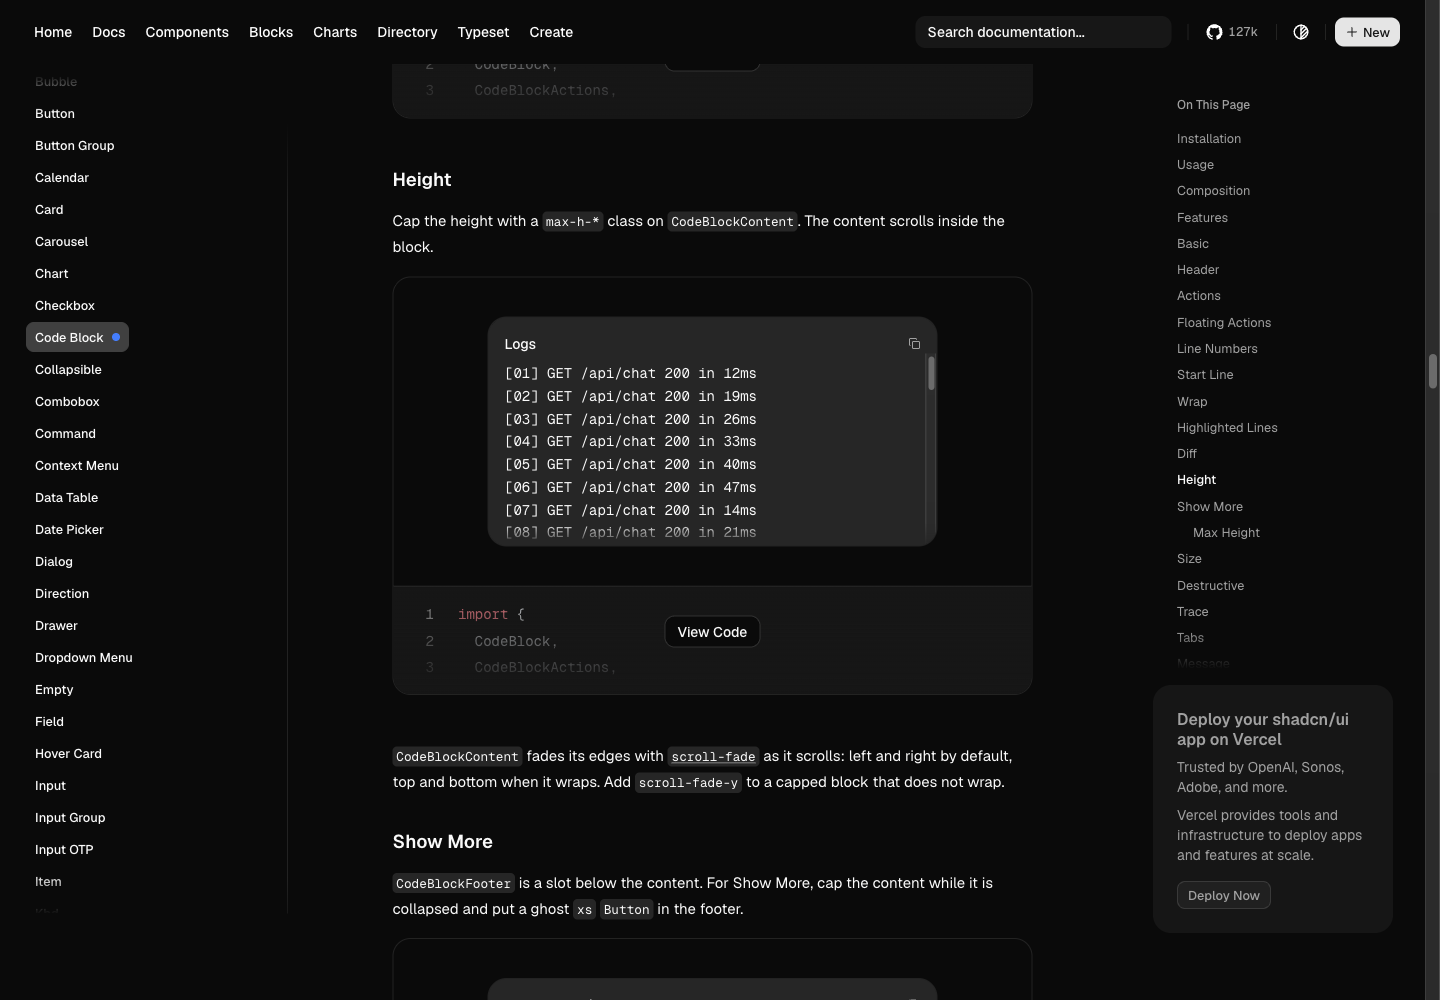 Home Docs Components Blocks Charts Directory Typeset Create
Search documentation...
127k
New
Bubble
Button
Button Group
Calendar
Card
Carousel
Chart
Checkbox
Code Block
Collapsible
Combobox
Command
Context Menu
Data Table
Date Picker
Dialog
Direction
Drawer
Dropdown Menu
Empty
Field
Hover Card
Input
Input Group
Input OTP
Item
2 CodeBlock,
3 CodeBlockActions,
Height
Cap the height with a max-h-* class on CodeBlockContent. The content scrolls inside the
block.
Logs
[01] GET /api/chat 200 in 12ms
[02] GET /api/chat 200 in 19ms
[03] GET /api/chat 200 in 26ms
[04] GET /api/chat 200 in 33ms
[05] GET /api/chat 200 in 40ms
[06] GET /api/chat 200 in 47ms
[07] GET /api/chat 200 in 14ms
[08] GET /api/chat 200 in 21ms
1 import {
2 CodeBlock,
3 CodeBlockActions,
View Code
CodeBlockContent fades its edges with scroll-fade as it scrolls: left and right by default,
top and bottom when it wraps. Add scroll-fade-y to a capped block that does not wrap.
Show More
CodeBlockFooter is a slot below the content. For Show More, cap the content while it is
collapsed and put a ghost xs Button in the footer.
On This Page
Installation
Usage
Composition
Features
Basic
Header
Actions
Floating Actions
Line Numbers
Start Line
Wrap
Highlighted Lines
Diff
Height
Show More
Max Height
Size
Destructive
Trace
Tabs
Message
Deploy your shadcn/ui
app on Vercel
Trusted by OpenAI, Sonos,
Adobe, and more.
Vercel provides tools and
infrastructure to deploy apps
and features at scale.
Deploy Now